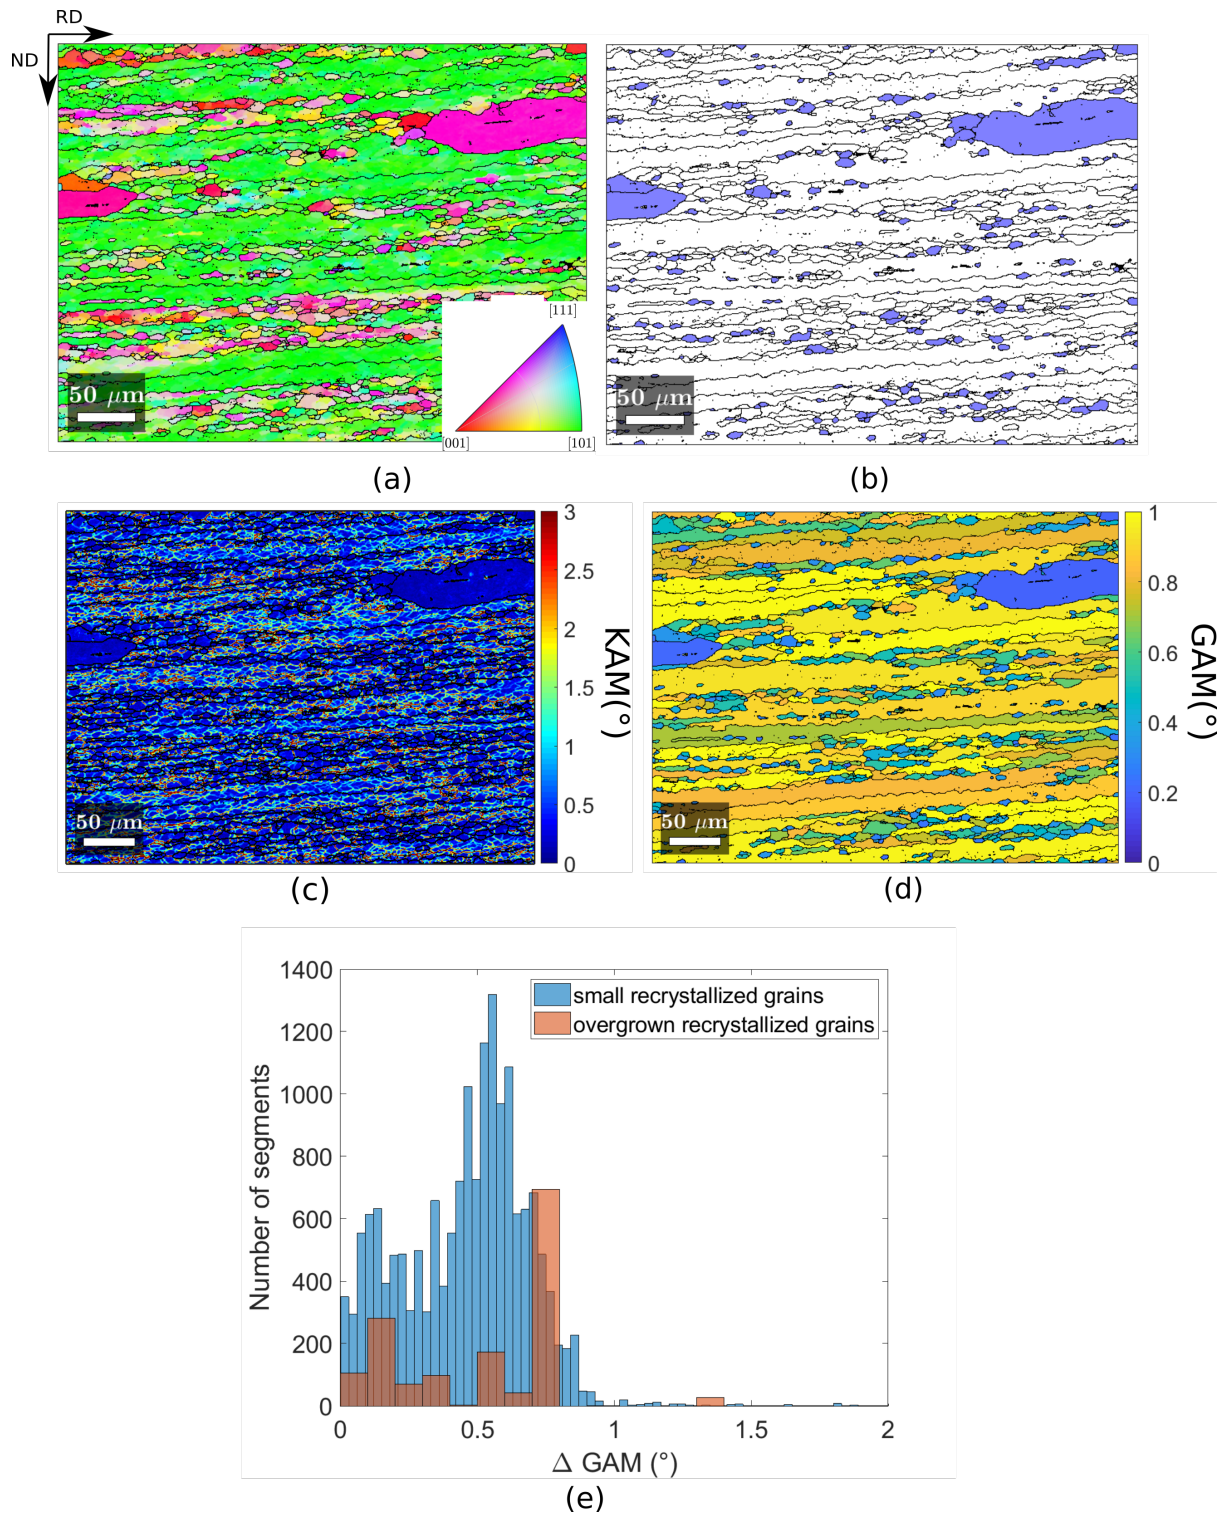 RD
ND
[111]
[001]
[101]
50 μm
50 μm
(a)
(b)
3
2.5
2
1.5
1
0.5
0
KAM(°)
50 μm
1
0.8
0.6
0.4
0.2
0
GAM(°)
50 μm
(c)
(d)
1400
1200
1000
800
600
400
200
0
Number of segments
small recrystallized grains
overgrown recrystallized grains
0
0.5
1
1.5
2
Δ GAM (°)
(e)